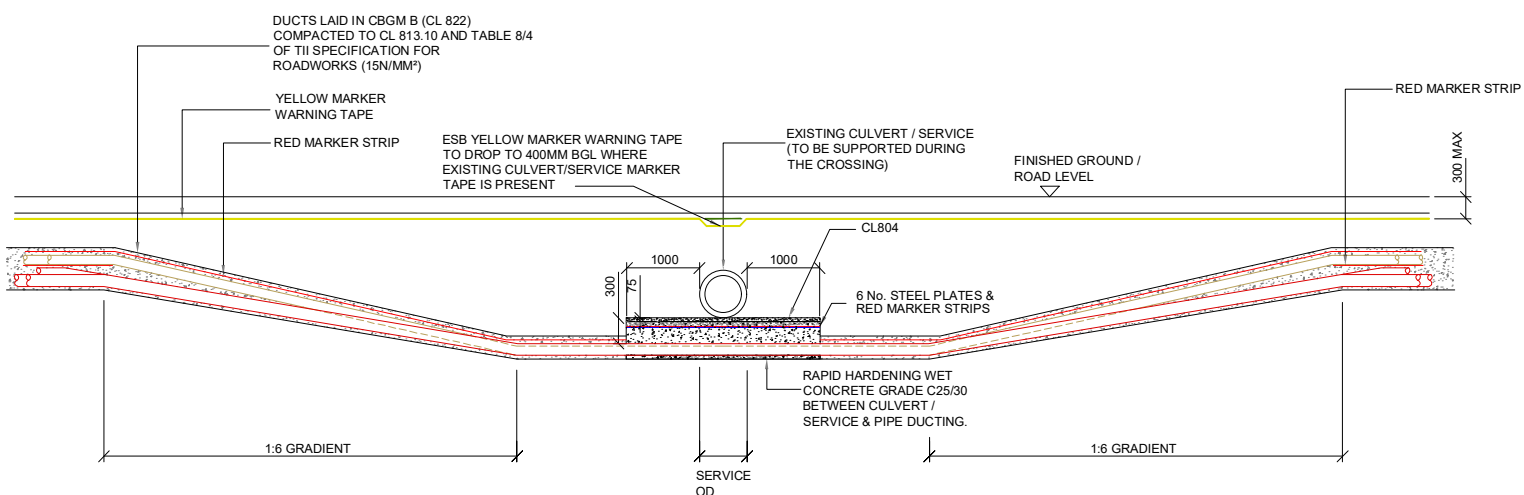 DUCTS LAID IN CBGM B (CL 822)
COMPACTED TO CL 813.10 AND TABLE 8/4
OF TII SPECIFICATION FOR
ROADWORKS (15N/MM²)
YELLOW MARKER
WARNING TAPE
RED MARKER STRIP
ESB YELLOW MARKER WARNING TAPE
TO DROP TO 400MM BGL WHERE
EXISTING CULVERT/SERVICE MARKER
TAPE IS PRESENT
EXISTING CULVERT / SERVICE
(TO BE SUPPORTED DURING
THE CROSSING)
FINISHED GROUND /
ROAD LEVEL
RED MARKER STRIP
300 MAX
CL804
1000
1000
300
75
6 No. STEEL PLATES &
RED MARKER STRIPS
RAPID HARDENING WET
CONCRETE GRADE C25/30
BETWEEN CULVERT /
SERVICE & PIPE DUCTING.
1:6 GRADIENT
1:6 GRADIENT
SERVICE
OD